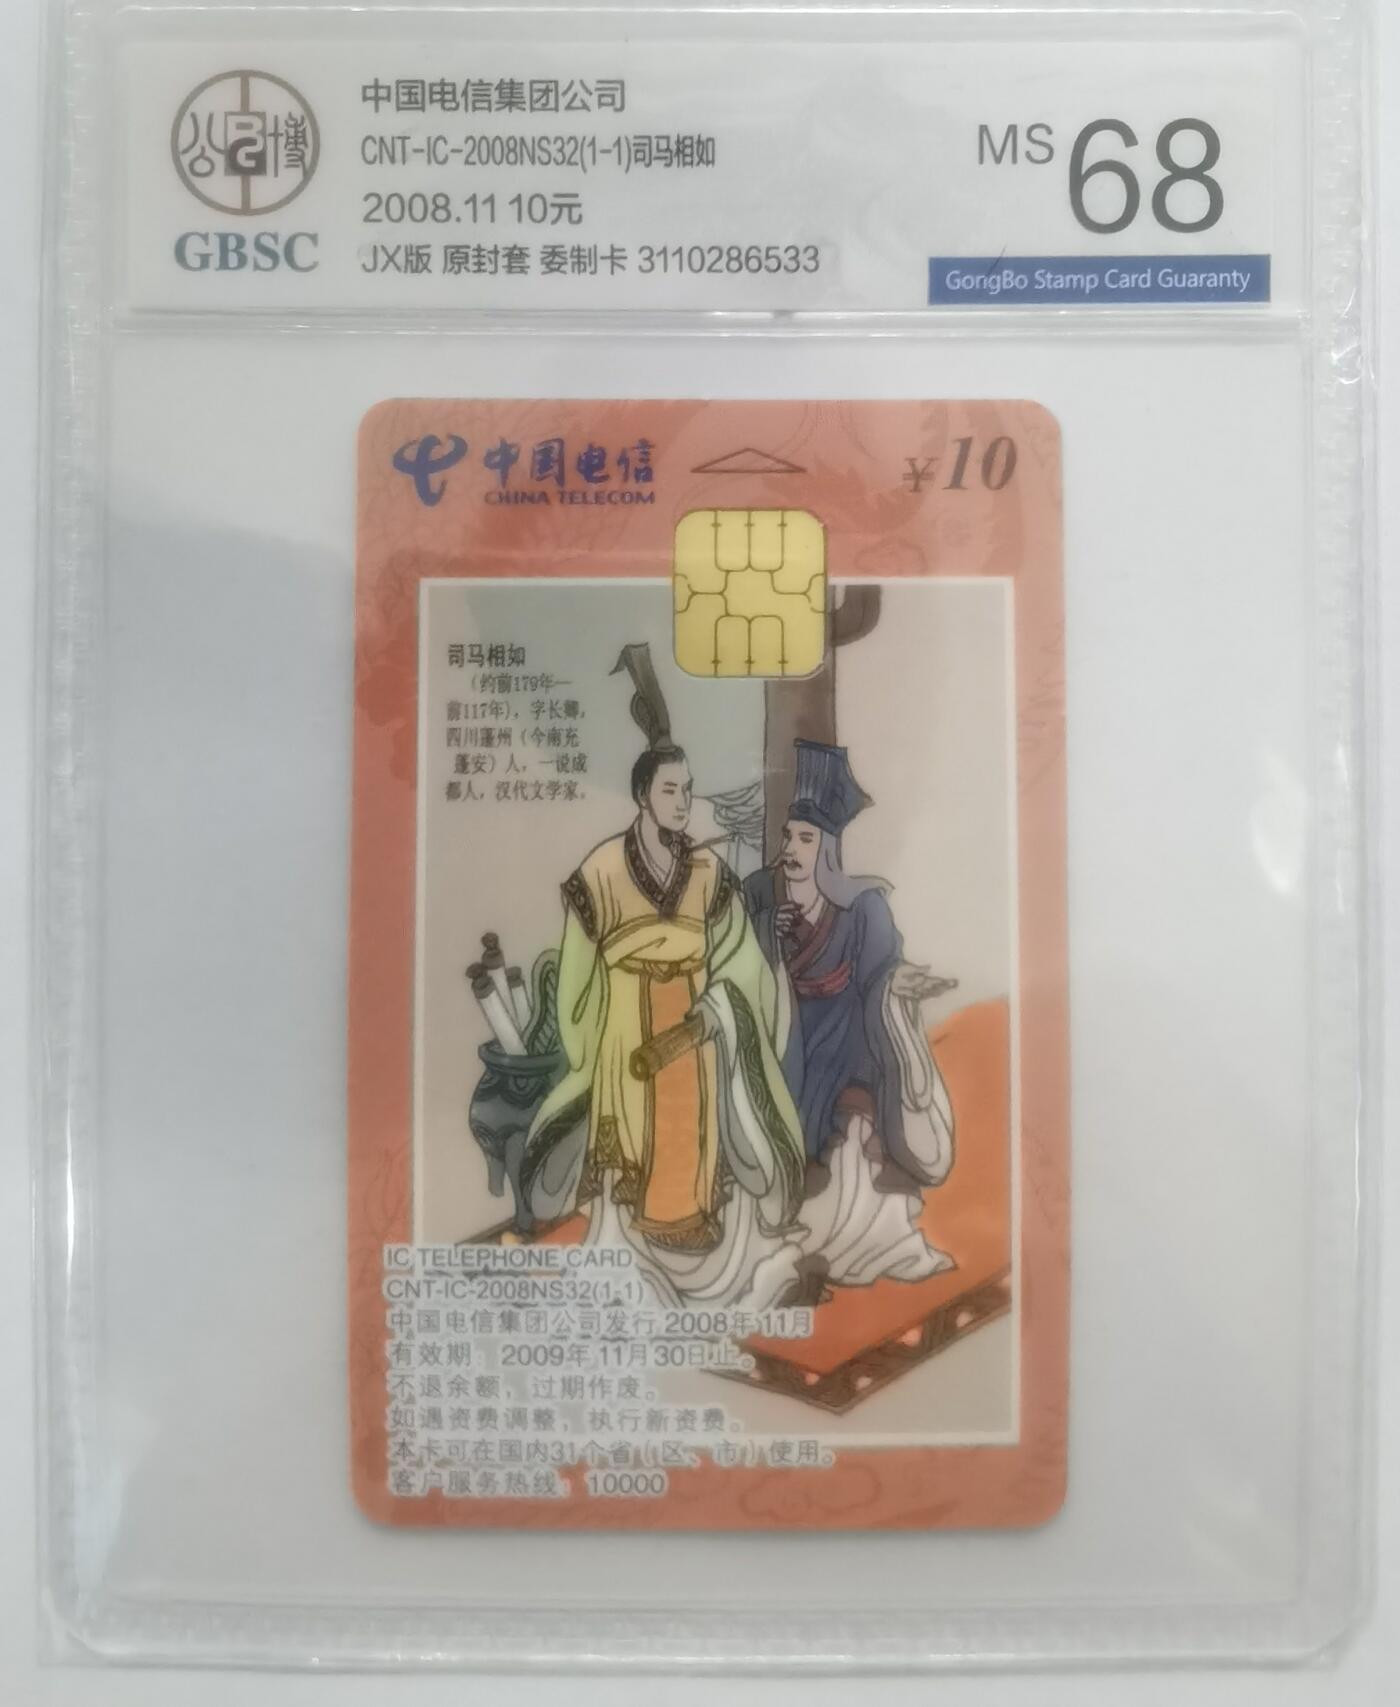 公博
BG
GBSC
中国电信集团公司
CNT-IC-2008NS32(1-1)司马相如
2008.11 10元
JX版 原封套 委制卡 3110286533
MS 68
GongBo Stamp Card Guaranty
中国电信
CHINA TELECOM
¥10
司马相如
(约前179年—
前117年),字长卿,
四川蓬州(今南充
蓬安)人,一说成
都人,汉代文学家。
IC TELEPHONE CARD
CNT-IC-2008NS32(1-1)
中国电信集团公司发行 2008年11月
有效期:2009年11月30日止。
不退余额,过期作废。
如遇资费调整,执行新资费。
本卡可在国内31个省(区、市)使用。
客户服务热线:10000